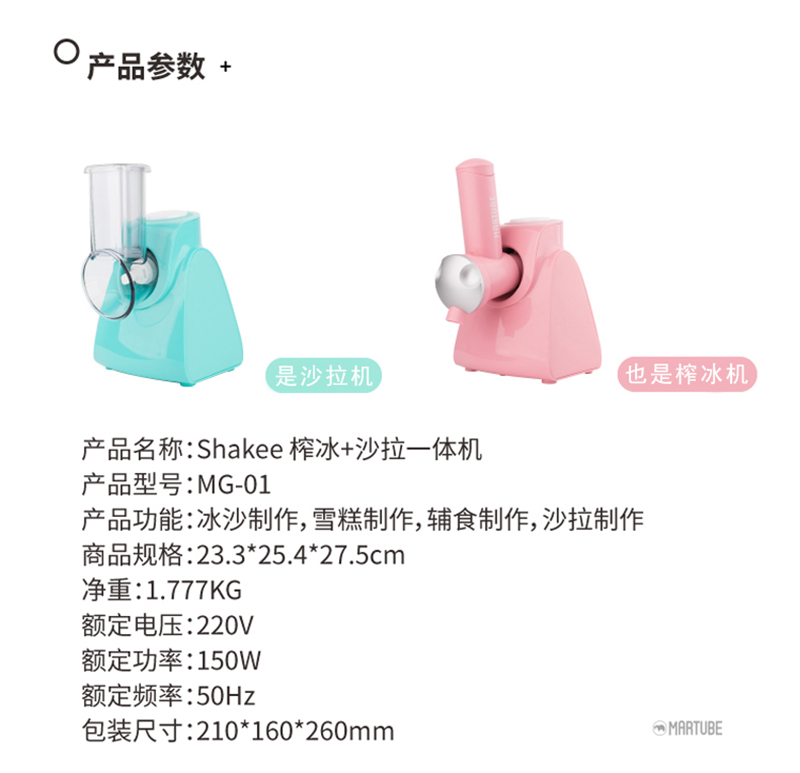 产品参数 +
MARTUBE
是沙拉机
也是榨冰机
产品名称:Shakee 榨冰+沙拉一体机
产品型号:MG-01
产品功能:冰沙制作,雪糕制作,辅食制作,沙拉制作
商品规格:23.3*25.4*27.5cm
净重:1.777KG
额定电压:220V
额定功率:150W
额定频率:50Hz
包装尺寸:210*160*260mm
MARTUBE